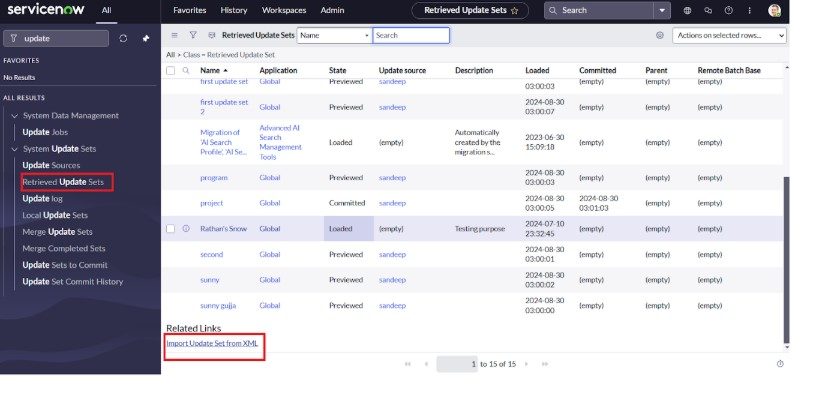 servicenow All Favorites History Workspaces Admin Retrieved Update Sets Search
update Retrieved Update Sets Name Search Actions on selected rows...
FAVORITES
No Results
ALL RESULTS
System Data Management
Update Jobs
System Update Sets
Update Sources
Retrieved Update Sets
Update log
Local Update Sets
Merge Update Sets
Merge Completed Sets
Update Sets to Commit
Update Set Commit History
All > Class = Retrieved Update Set
Name Application State Update source Description Loaded Committed Parent Remote Batch Base
first update set Global Previewed sandeep (empty) (empty) (empty)
03:00:03
first update set Global Previewed sandeep 2024-08-30 (empty) (empty) (empty)
2 03:00:07
Migration of Advanced AI Loaded (empty) Automatically 2023-06-30 (empty) (empty) (empty)
'AI Search Search created by the 15:09:18
Profile','AI Se... Management migration s...
Tools
program Global Previewed sandeep 2024-08-30 (empty) (empty) (empty)
03:00:03
project Global Committed sandeep 2024-08-30 2024-08-30 (empty) (empty)
03:00:05 03:01:03
Rathan's Snow Global Loaded (empty) Testing purpose 2024-07-10 (empty) (empty) (empty)
23:32:45
second Global Previewed sandeep 2024-08-30 (empty) (empty) (empty)
03:00:01
sunny Global Previewed sandeep 2024-08-30 (empty) (empty) (empty)
03:00:02
sunny gujja Global Previewed sandeep 2024-08-30 (empty) (empty) (empty)
03:00:00
Related Links
Import Update Set from XML
1 to 15 of 15